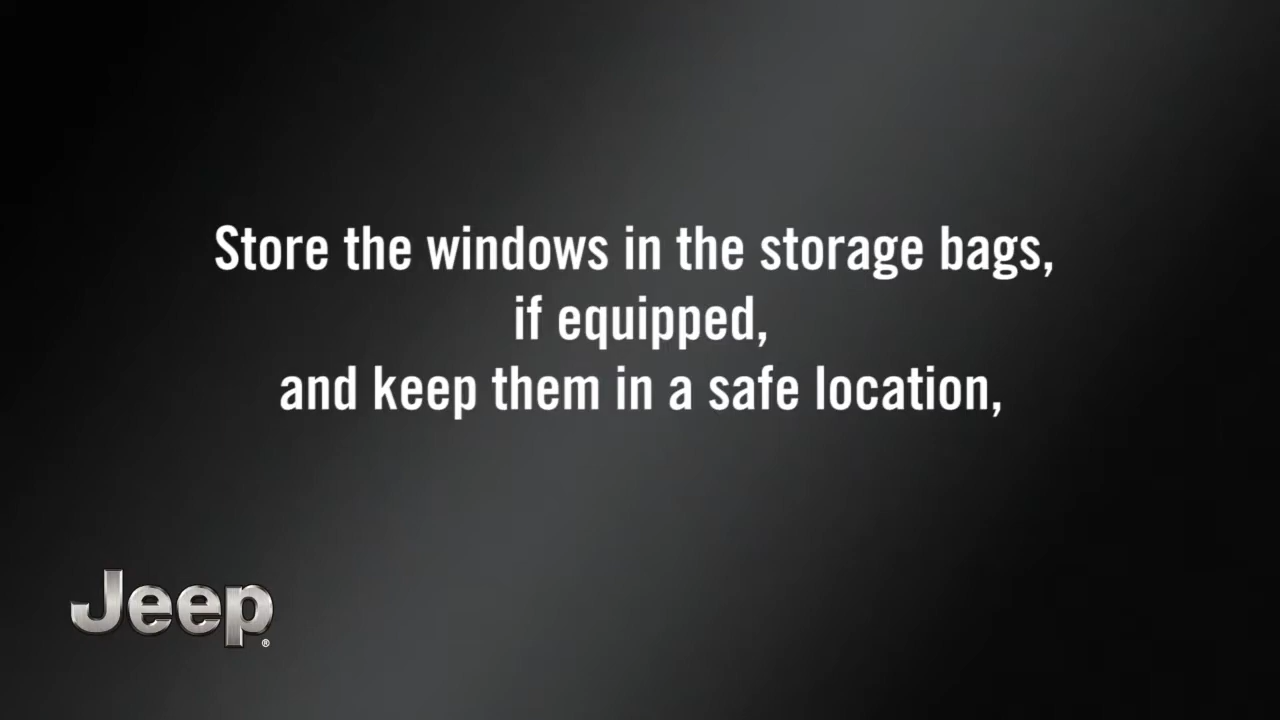 Store the windows in the storage bags,
if equipped,
and keep them in a safe location,
Jeep®